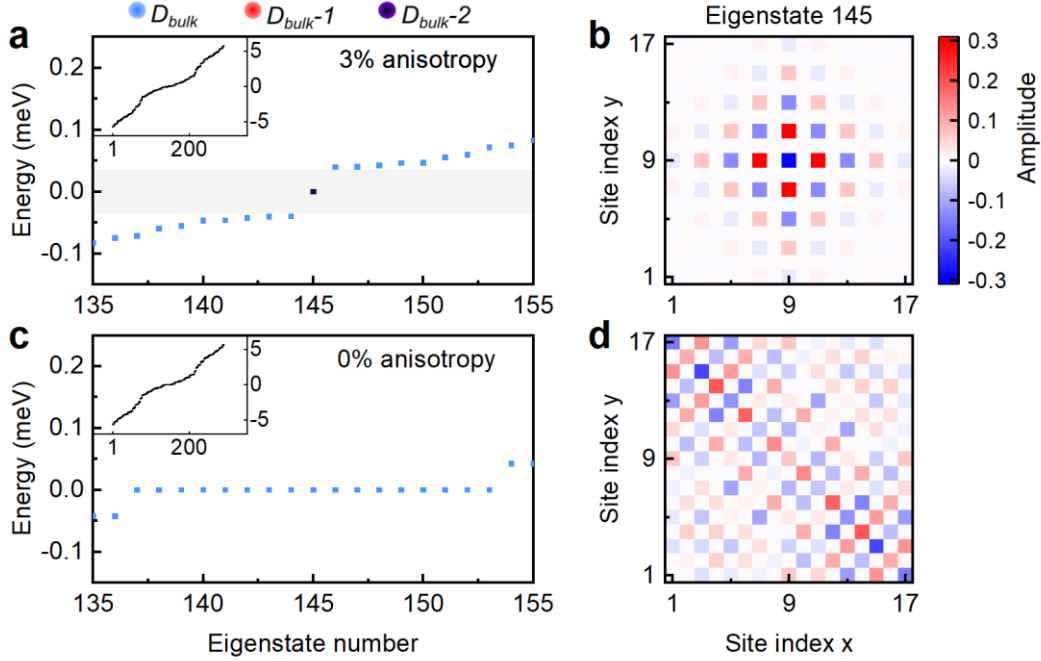 D_bulk D_bulk-1 D_bulk-2
a
3% anisotropy
Energy (meV)
0.2
0.1
0.0
-0.1
5
0
-5
1 200
135 140 145 150 155
b
Eigenstate 145
Site index y
17
9
1
1 9 17
0.3
0.2
0.1
0
-0.1
-0.2
-0.3
Amplitude
c
0% anisotropy
Energy (meV)
0.2
0.1
0.0
-0.1
5
0
-5
1 200
135 140 145 150 155
Eigenstate number
d
Site index y
17
9
1
1 9 17
Site index x